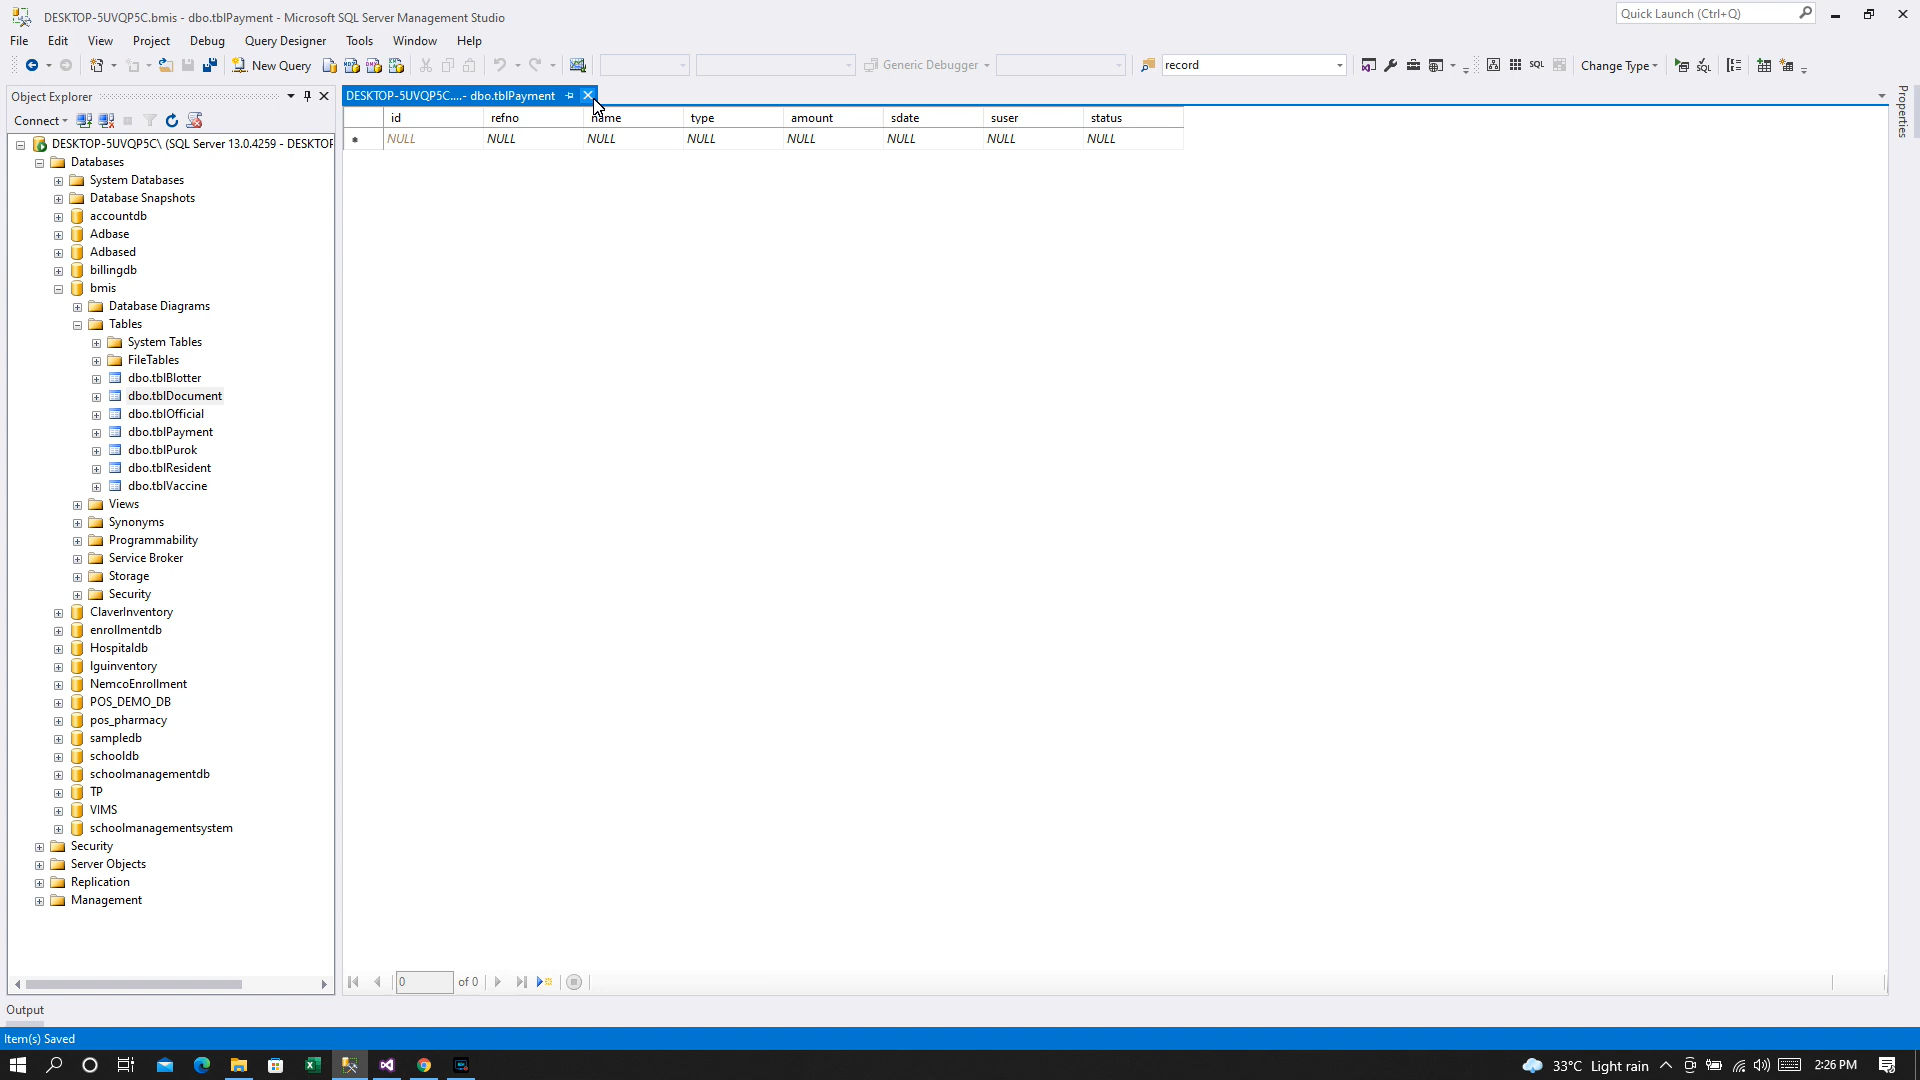 DESKTOP-5UVQP5C.bmis - dbo.tblPayment - Microsoft SQL Server Management Studio
Quick Launch (Ctrl+Q)
File Edit View Project Debug Query Designer Tools Window Help
New Query
Generic Debugger
record
SQL
Change Type
Object Explorer
DESKTOP-5UVQP5C....- dbo.tblPayment
Properties
Connect
id refno name type amount sdate suser status
NULL NULL NULL NULL NULL NULL NULL NULL
DESKTOP-5UVQP5C\ (SQL Server 13.0.4259 - DESKTOP
Databases
System Databases
Database Snapshots
accountdb
Adbase
Adbased
billingdb
bmis
Database Diagrams
Tables
System Tables
FileTables
dbo.tblBlotter
dbo.tblDocument
dbo.tblOfficial
dbo.tblPayment
dbo.tblPurok
dbo.tblResident
dbo.tblVaccine
Views
Synonyms
Programmability
Service Broker
Storage
Security
ClaverInventory
enrollmentdb
Hospitaldb
lguinventory
NemcoEnrollment
POS_DEMO_DB
pos_pharmacy
sampledb
schooldb
schoolmanagementdb
TP
VIMS
schoolmanagementsystem
Security
Server Objects
Replication
Management
0 of 0
Output
Item(s) Saved
33°C Light rain
2:26 PM